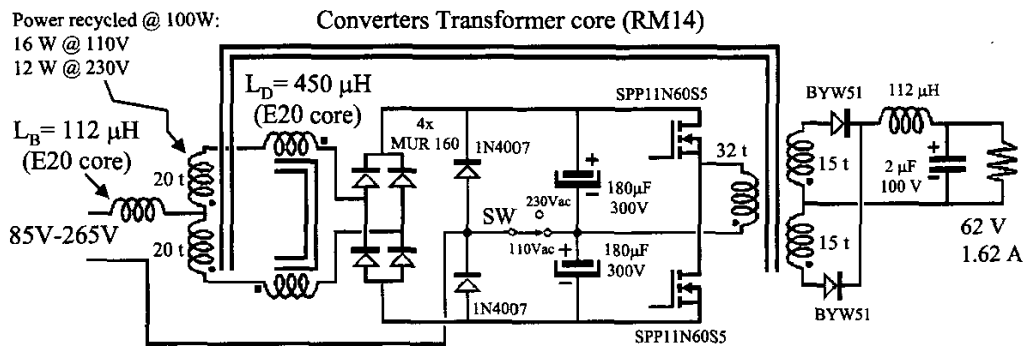 Power recycled @ 100W:
16 W @ 110V
12 W @ 230V
Converters Transformer core (RM14)
L_D= 450 μH
(E20 core)
L_B= 112 μH
(E20 core)
20 t
20 t
85V-265V
4x
MUR 160
1N4007
SW
230Vac
110Vac
1N4007
+
180μF
300V
+
180μF
300V
SPP11N60S5
SPP11N60S5
32 t
BYW51
15 t
15 t
BYW51
112 μH
+
2 μF
100 V
62 V
1.62 A